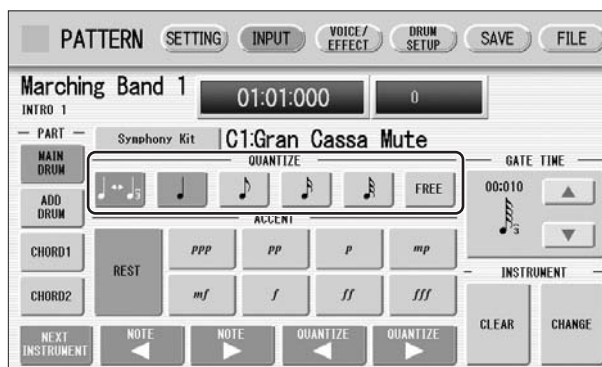 PATTERN SETTING INPUT VOICE/ EFFECT DRUM SETUP SAVE FILE
Marching Band 1 01:01:000 0
INTRO 1
PART Symphony Kit C1:Gran Cassa Mute
MAIN DRUM
QUANTIZE
GATE TIME
3 FREE
00:010
3
ADD DRUM
ACCENT
CHORD1 REST ppp pp p mp
INSTRUMENT
CHORD2 mf f ff fff
CLEAR CHANGE
NEXT INSTRUMENT NOTE NOTE QUANTIZE QUANTIZE